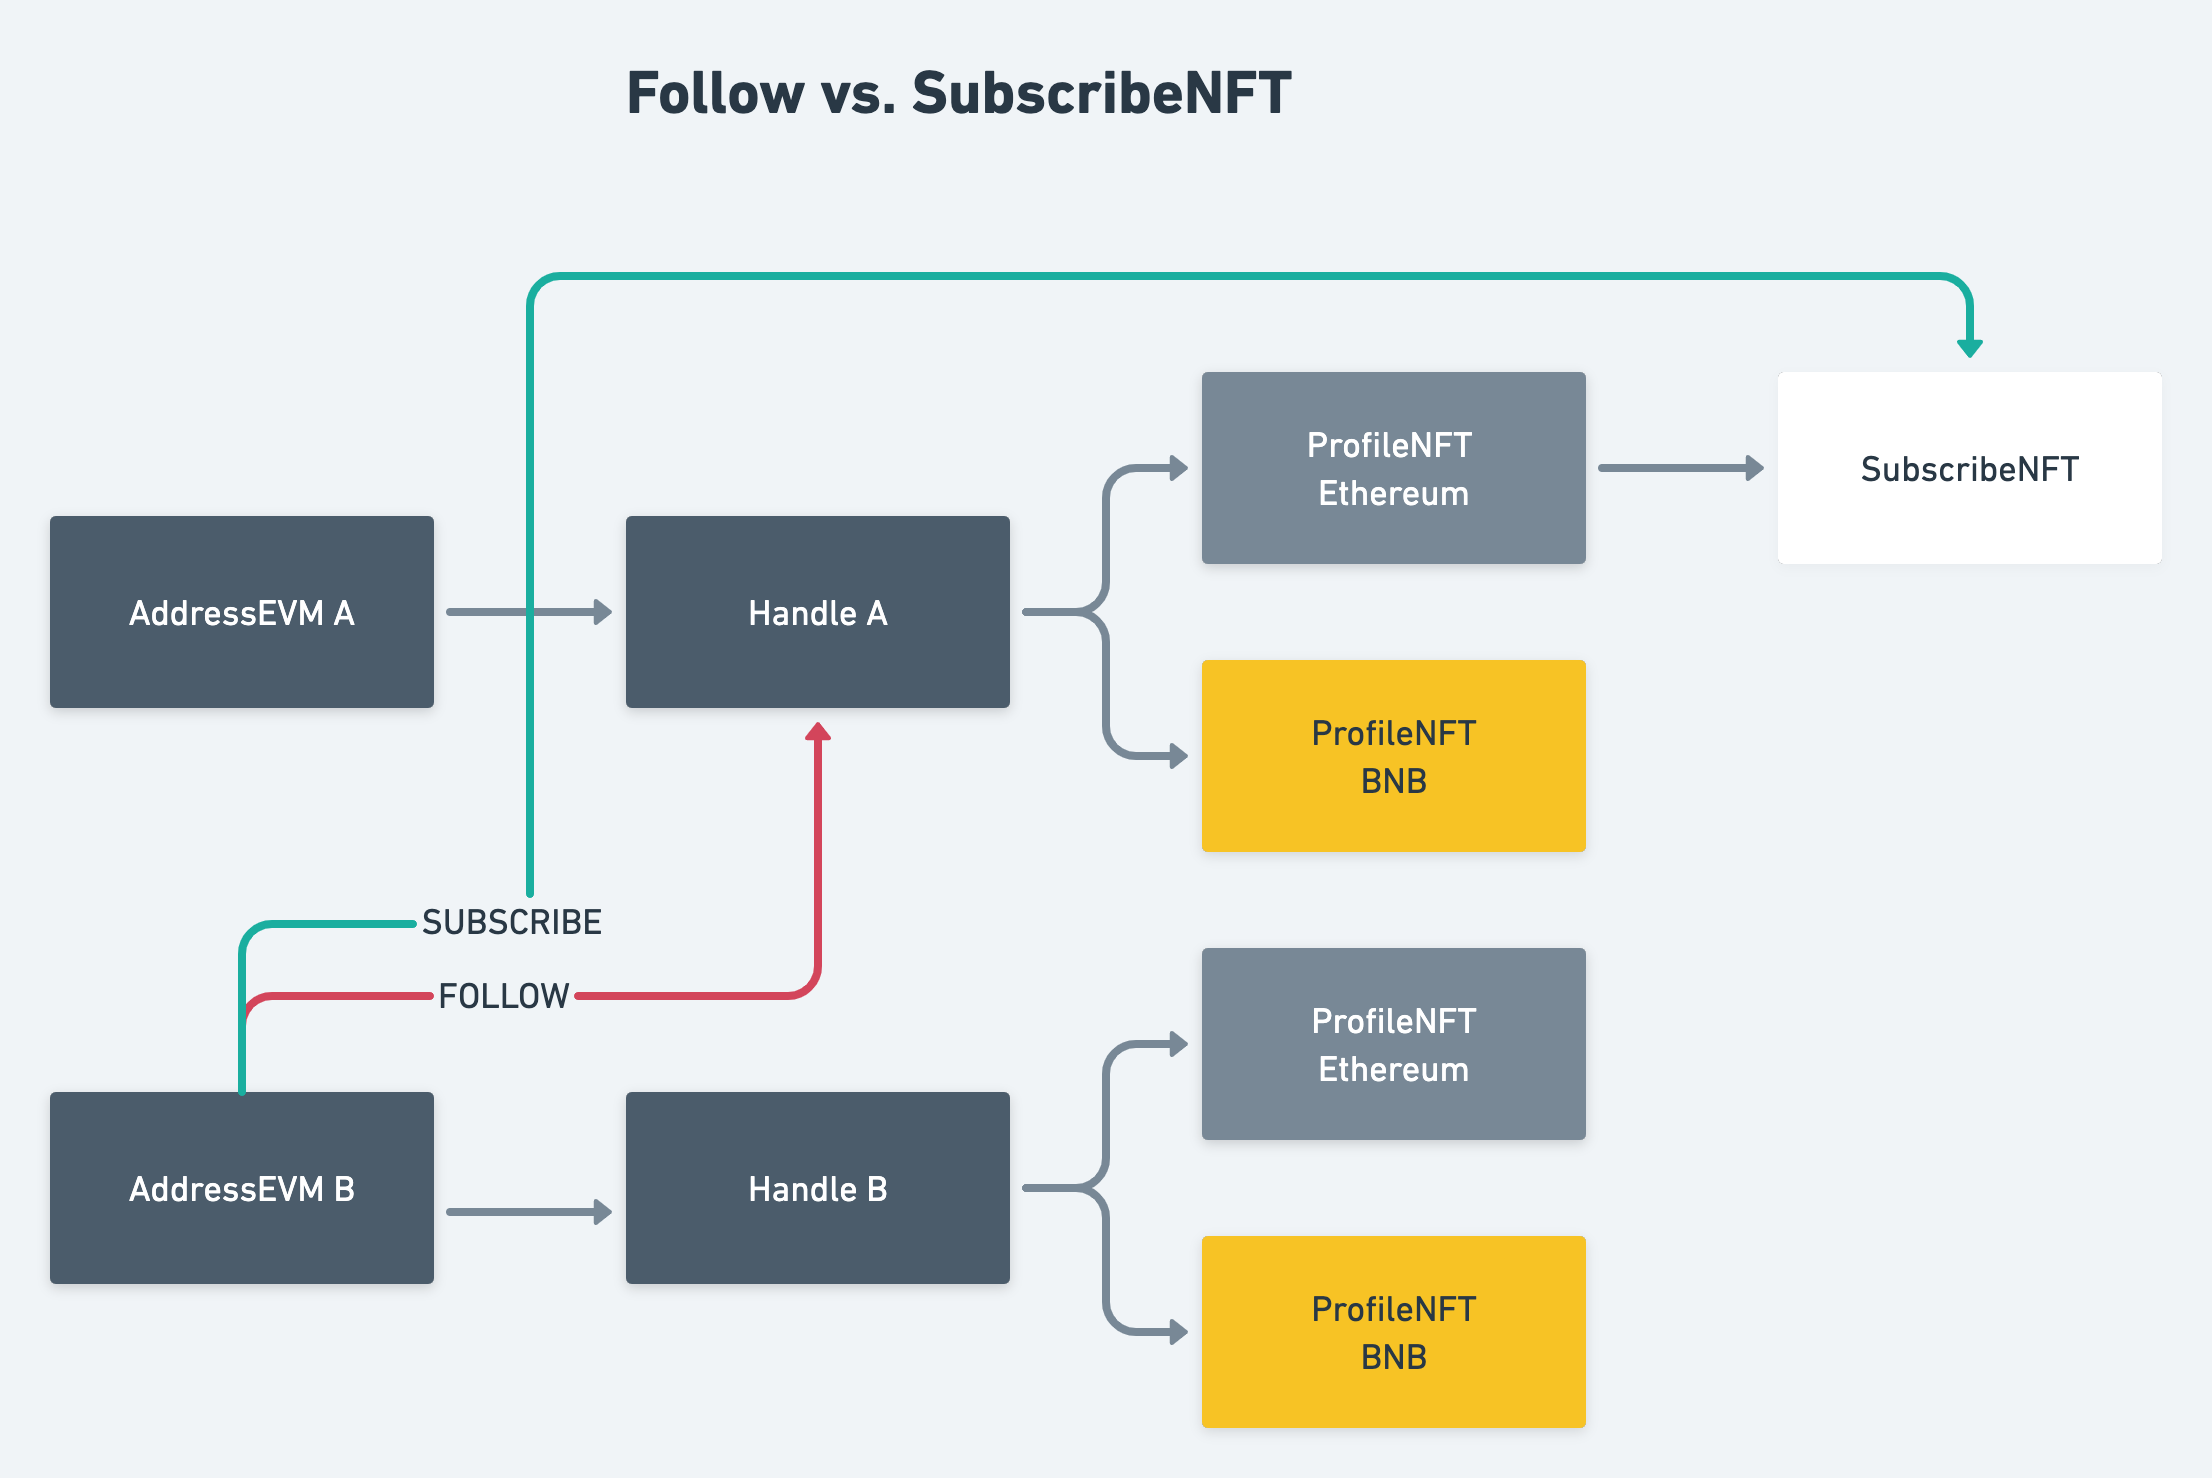 Follow vs. SubscribeNFT
ProfileNFT
Ethereum
SubscribeNFT
AddressEVM A
Handle A
ProfileNFT
BNB
SUBSCRIBE
FOLLOW
ProfileNFT
Ethereum
AddressEVM B
Handle B
ProfileNFT
BNB